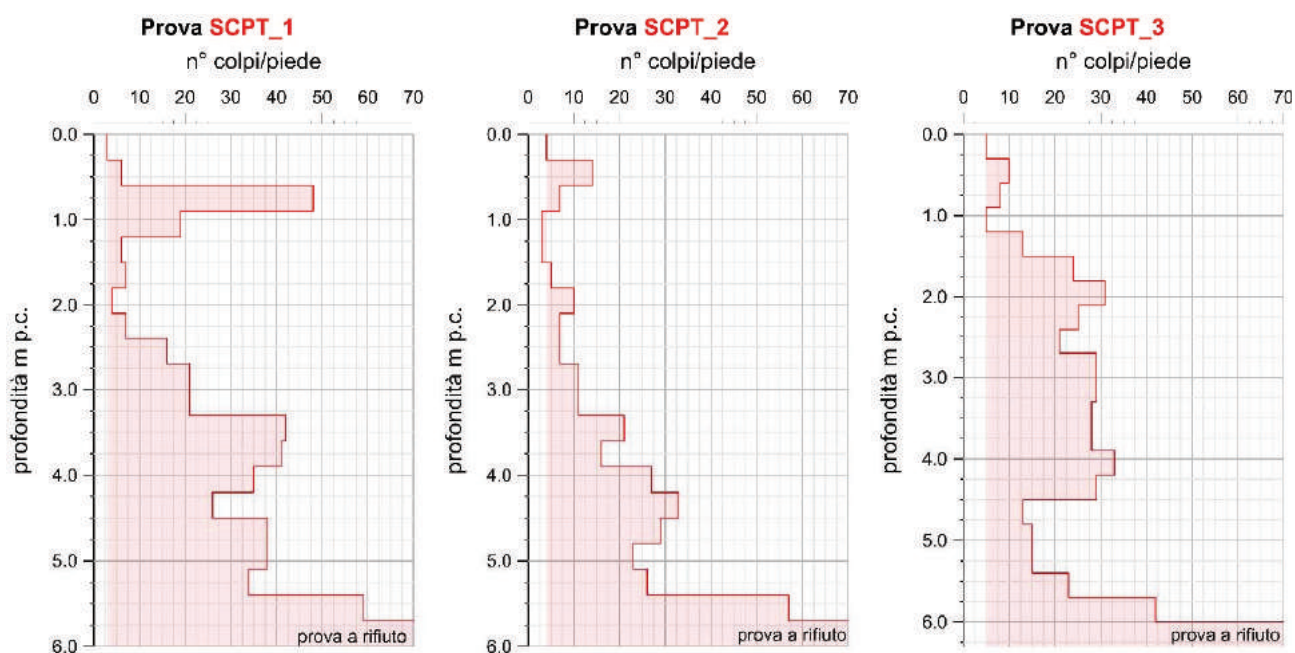 Prova SCPT_1
n° colpi/piede
0 10 20 30 40 50 60 70
0.0
1.0
2.0
3.0
4.0
5.0
6.0
profondità m p.c.
prova a rifiuto
Prova SCPT_2
n° colpi/piede
0 10 20 30 40 50 60 70
0.0
1.0
2.0
3.0
4.0
5.0
6.0
profondità m p.c.
prova a rifiuto
Prova SCPT_3
n° colpi/piede
0 10 20 30 40 50 60 70
0.0
1.0
2.0
3.0
4.0
5.0
6.0
profondità m p.c.
prova a rifiuto